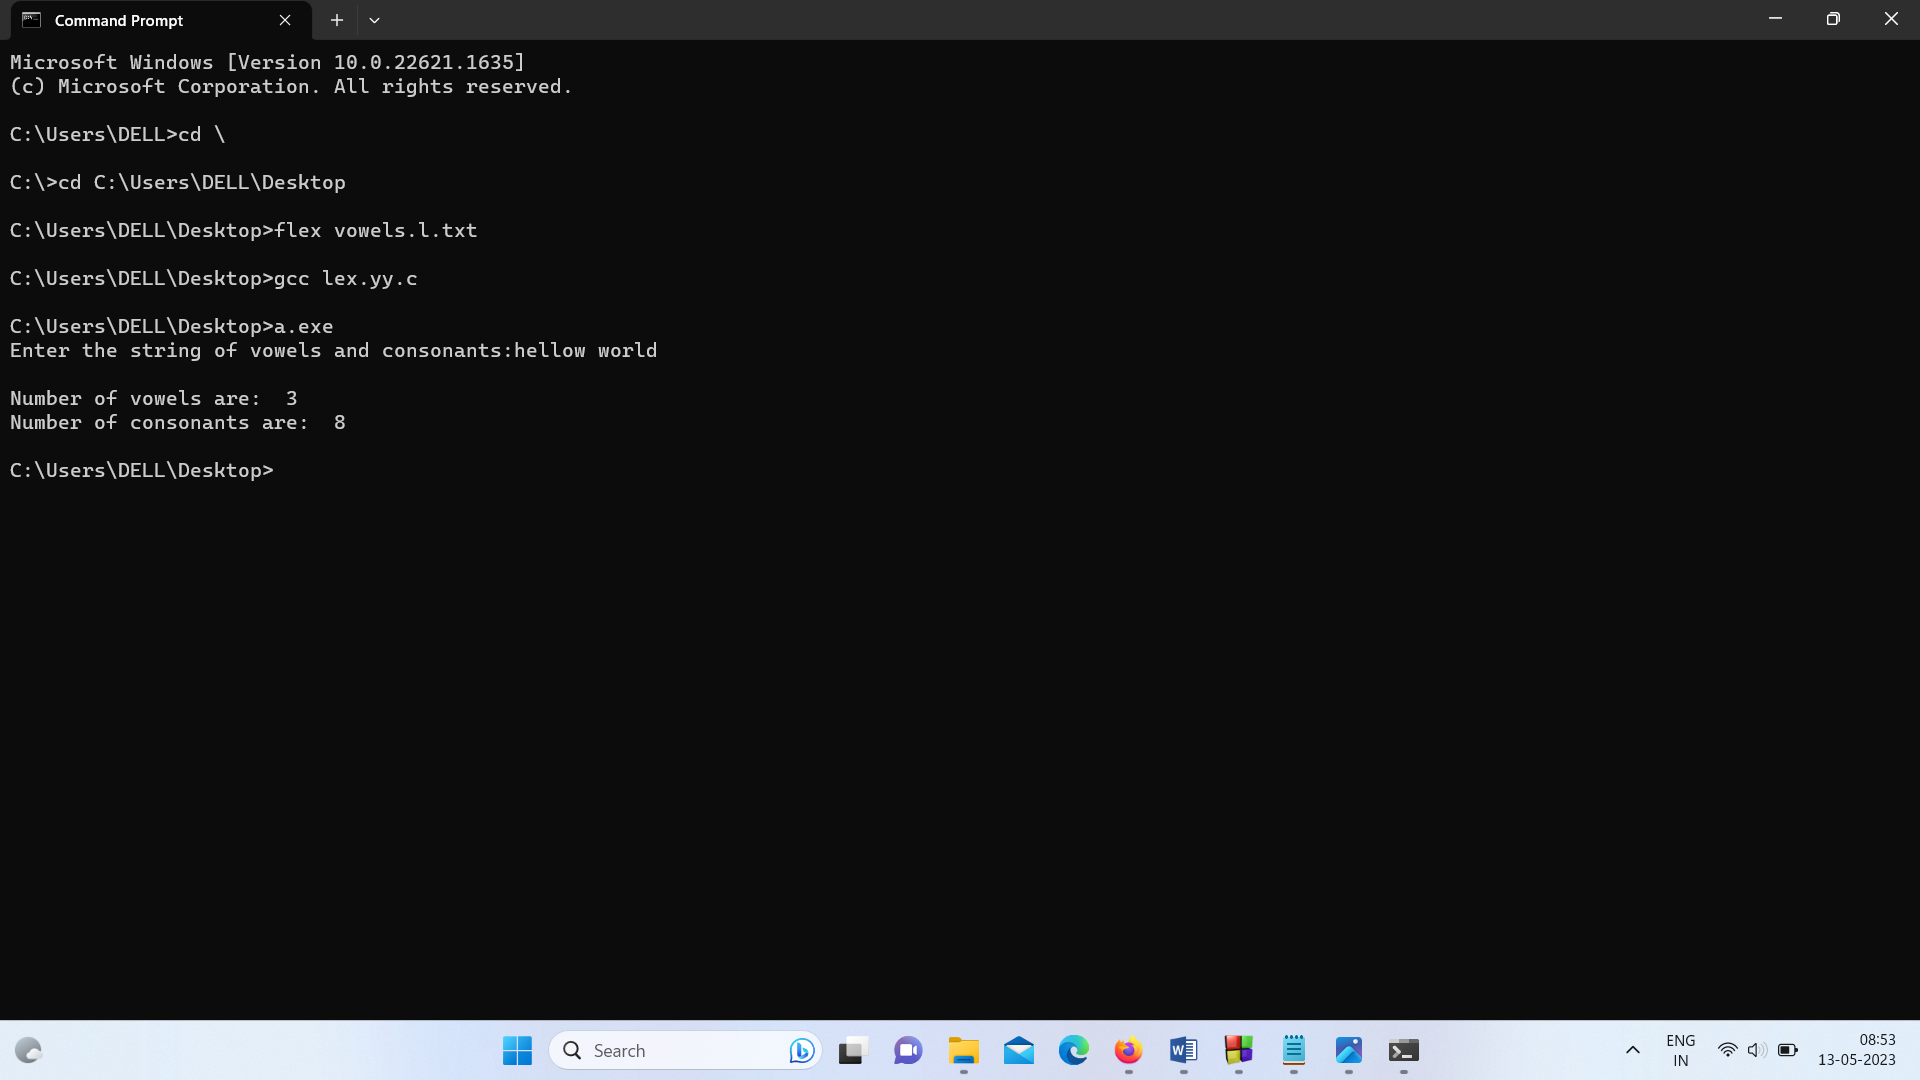 Command Prompt
Microsoft Windows [Version 10.0.22621.1635]
(c) Microsoft Corporation. All rights reserved.
C:\Users\DELL>cd \
C:\>cd C:\Users\DELL\Desktop
C:\Users\DELL\Desktop>flex vowels.l.txt
C:\Users\DELL\Desktop>gcc lex.yy.c
C:\Users\DELL\Desktop>a.exe
Enter the string of vowels and consonants:hellow world
Number of vowels are:  3
Number of consonants are:  8
C:\Users\DELL\Desktop>
Search
ENG
IN
08:53
13-05-2023